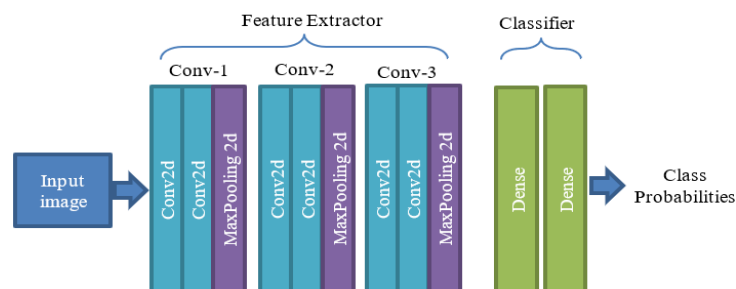 Feature Extractor
Classifier
Conv-1
Conv-2
Conv-3
Input
image
Conv2d
Conv2d
MaxPooling 2d
Conv2d
Conv2d
MaxPooling 2d
Conv2d
Conv2d
MaxPooling 2d
Dense
Dense
Class
Probabilities